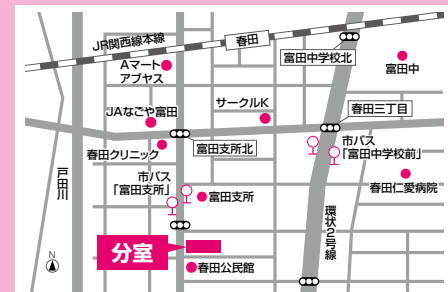 JR関西線本線
春田
富田中学校北
Aマート
アブヤス
富田中
JAなごや富田
サークルK
春田三丁目
春田クリニック
富田支所北
市バス
「富田中学校前」
戸田川
市バス
「富田支所」
富田支所
春田仁愛病院
環状2号線
分室
春田公民館
N